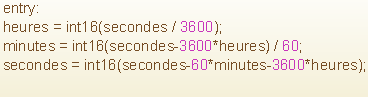 entry:
heures = int16(secondes / 3600);
minutes = int16(secondes-3600*heures) / 60;
secondes = int16(secondes-60*minutes-3600*heures);